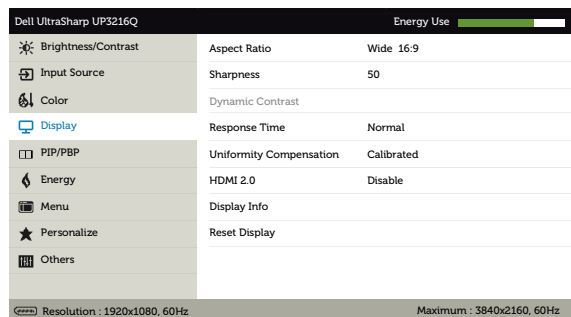 Dell UltraSharp UP3216Q Energy Use
Brightness/Contrast Aspect Ratio Wide 16:9
Input Source Sharpness 50
Color Dynamic Contrast
Display Response Time Normal
PIP/PBP Uniformity Compensation Calibrated
Energy HDMI 2.0 Disable
Menu Display Info
Personalize Reset Display
Others
Resolution : 1920x1080, 60Hz Maximum : 3840x2160, 60Hz